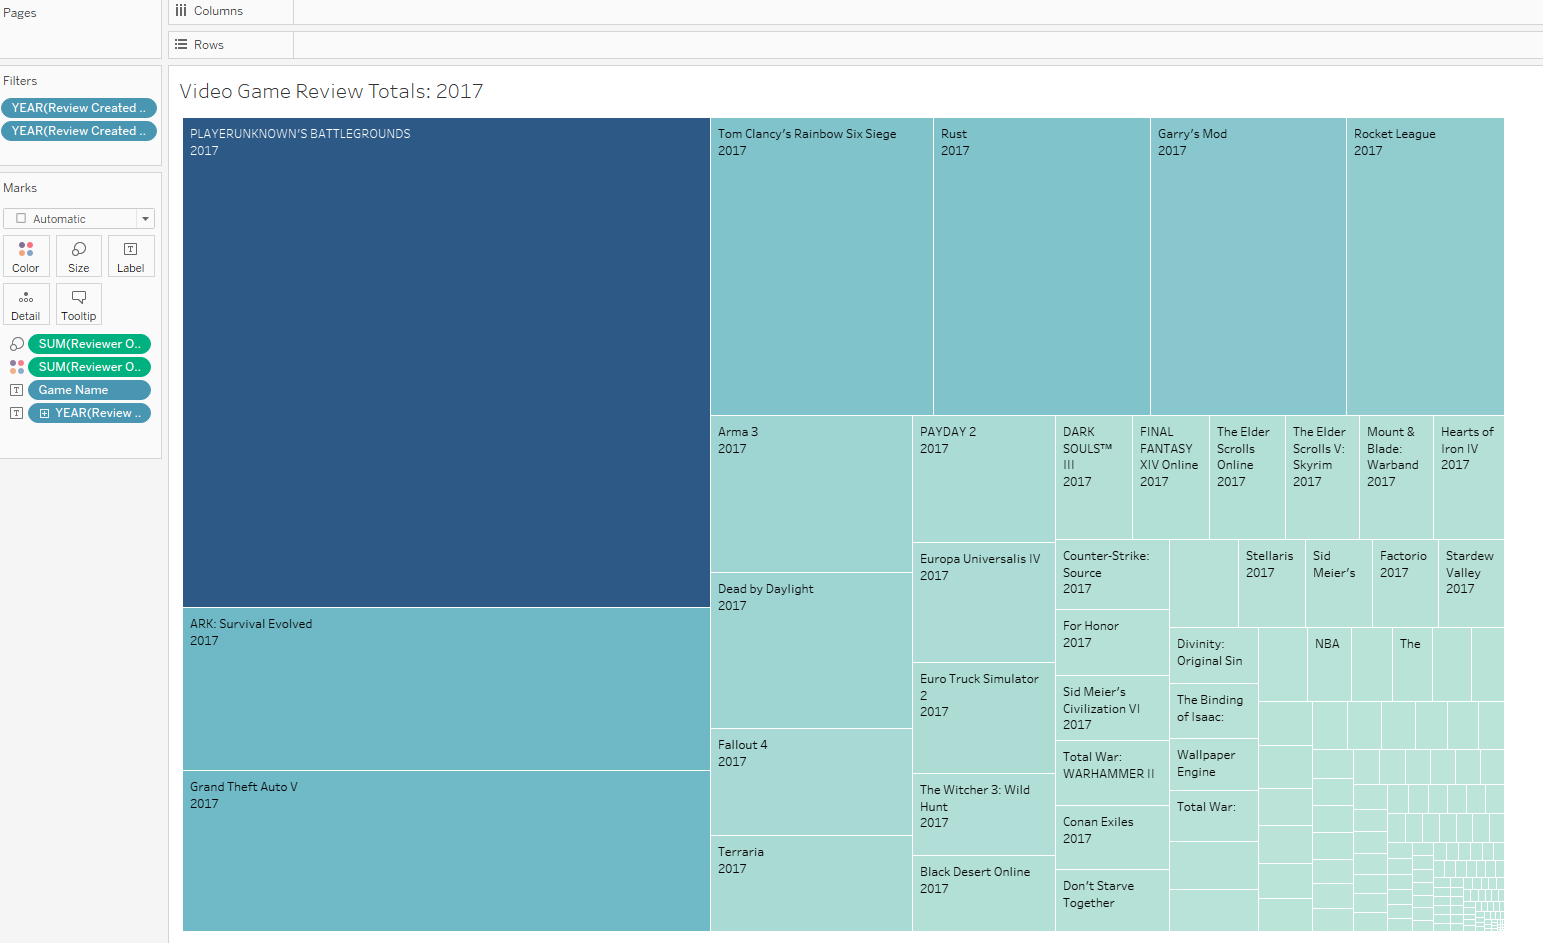 Pages
Columns
Rows
Filters
YEAR(Review Created ..
YEAR(Review Created ..
Marks
Automatic
Color
Size
Label
Detail
Tooltip
SUM(Reviewer O..
SUM(Reviewer O..
Game Name
YEAR(Review ..
Video Game Review Totals: 2017
PLAYERUNKNOWN'S BATTLEGROUNDS
2017
ARK: Survival Evolved
2017
Grand Theft Auto V
2017
Tom Clancy's Rainbow Six Siege
2017
Rust
2017
Garry's Mod
2017
Rocket League
2017
Arma 3
2017
Dead by Daylight
2017
Fallout 4
2017
Terraria
2017
PAYDAY 2
2017
Europa Universalis IV
2017
Euro Truck Simulator
2
2017
The Witcher 3: Wild
Hunt
2017
Black Desert Online
2017
DARK
SOULS™
III
2017
FINAL
FANTASY
XIV Online
2017
The Elder
Scrolls
Online
2017
The Elder
Scrolls V:
Skyrim
2017
Mount &
Blade:
Warband
2017
Hearts of
Iron IV
2017
Counter-Strike:
Source
2017
For Honor
2017
Sid Meier's
Civilization VI
2017
Total War:
WARHAMMER II
Conan Exiles
2017
Don't Starve
Together
Stellaris
2017
Sid
Meier's
Factorio
2017
Stardew
Valley
2017
Divinity:
Original Sin
The Binding
of Isaac:
Wallpaper
Engine
Total War:
NBA
The